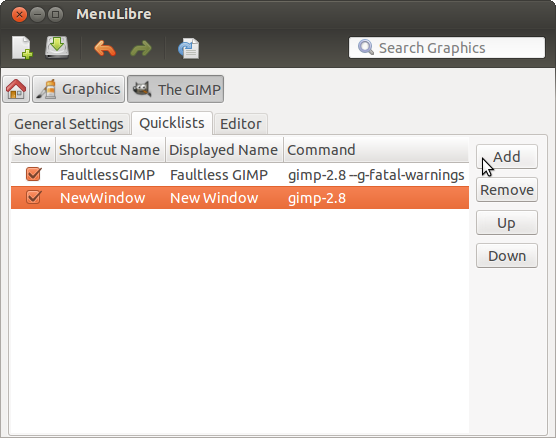 MenuLibre
Search Graphics
Graphics The GIMP
General Settings Quicklists Editor
Show Shortcut Name Displayed Name Command
FaultlessGIMP Faultless GIMP gimp-2.8 --g-fatal-warnings
NewWindow New Window gimp-2.8
Add
Remove
Up
Down